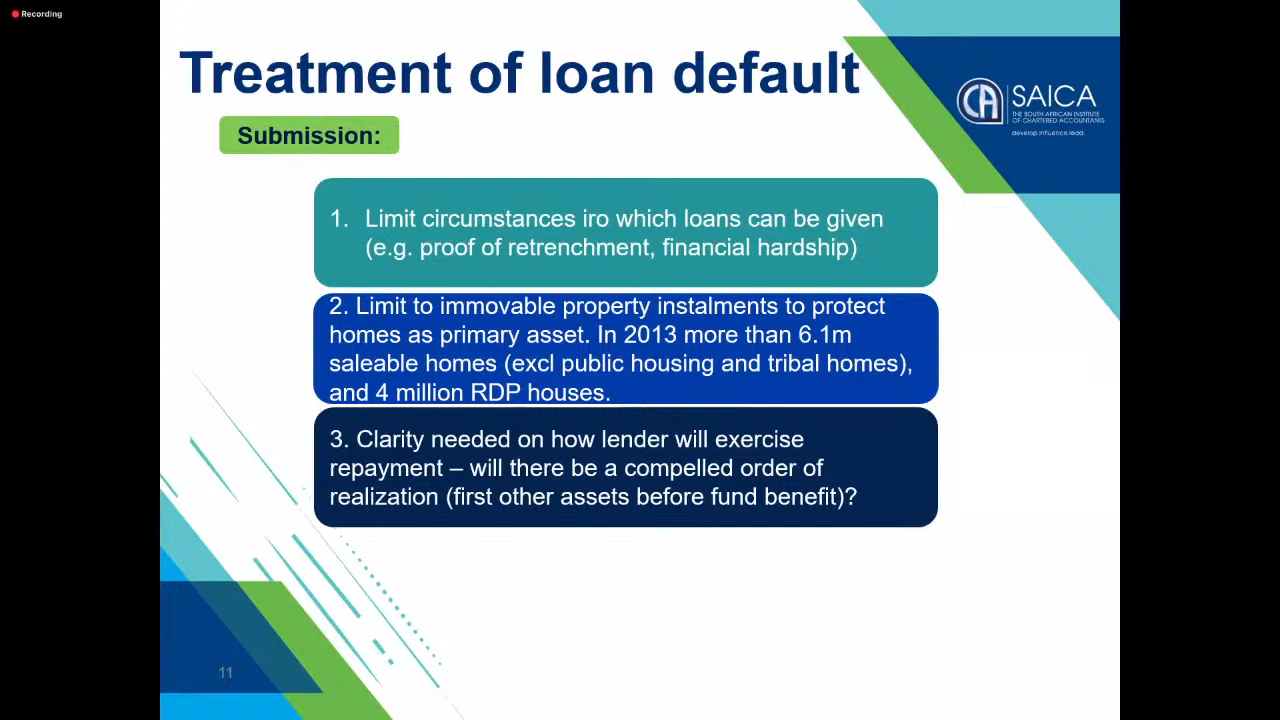 Recording
Treatment of loan default
SAICA
THE SOUTH AFRICAN INSTITUTE
OF CHARTERED ACCOUNTANTS
develop.influence.lead.
Submission:
1. Limit circumstances iro which loans can be given
(e.g. proof of retrenchment, financial hardship)
2. Limit to immovable property instalments to protect
homes as primary asset. In 2013 more than 6.1m
saleable homes (excl public housing and tribal homes),
and 4 million RDP houses.
3. Clarity needed on how lender will exercise
repayment – will there be a compelled order of
realization (first other assets before fund benefit)?
11